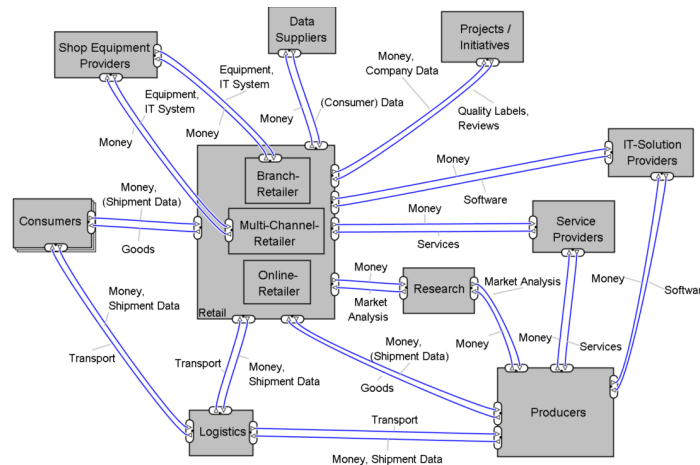 Data
Suppliers
Projects /
Initiatives
Shop Equipment
Providers
Equipment,
IT System
Money
Equipment,
IT System
Money
Money
(Consumer) Data
Money,
Company Data
Quality Labels,
Reviews
IT-Solution
Providers
Money
Software
Branch-
Retailer
Multi-Channel-
Retailer
Online-
Retailer
Retail
Consumers
Money,
(Shipment Data)
Goods
Money
Services
Service
Providers
Money
Market
Analysis
Research
Market Analysis
Money
Money
Services
Money
Software
Money,
Shipment Data
Transport
Transport
Money,
Shipment Data
Money,
(Shipment Data)
Goods
Producers
Logistics
Transport
Money, Shipment Data